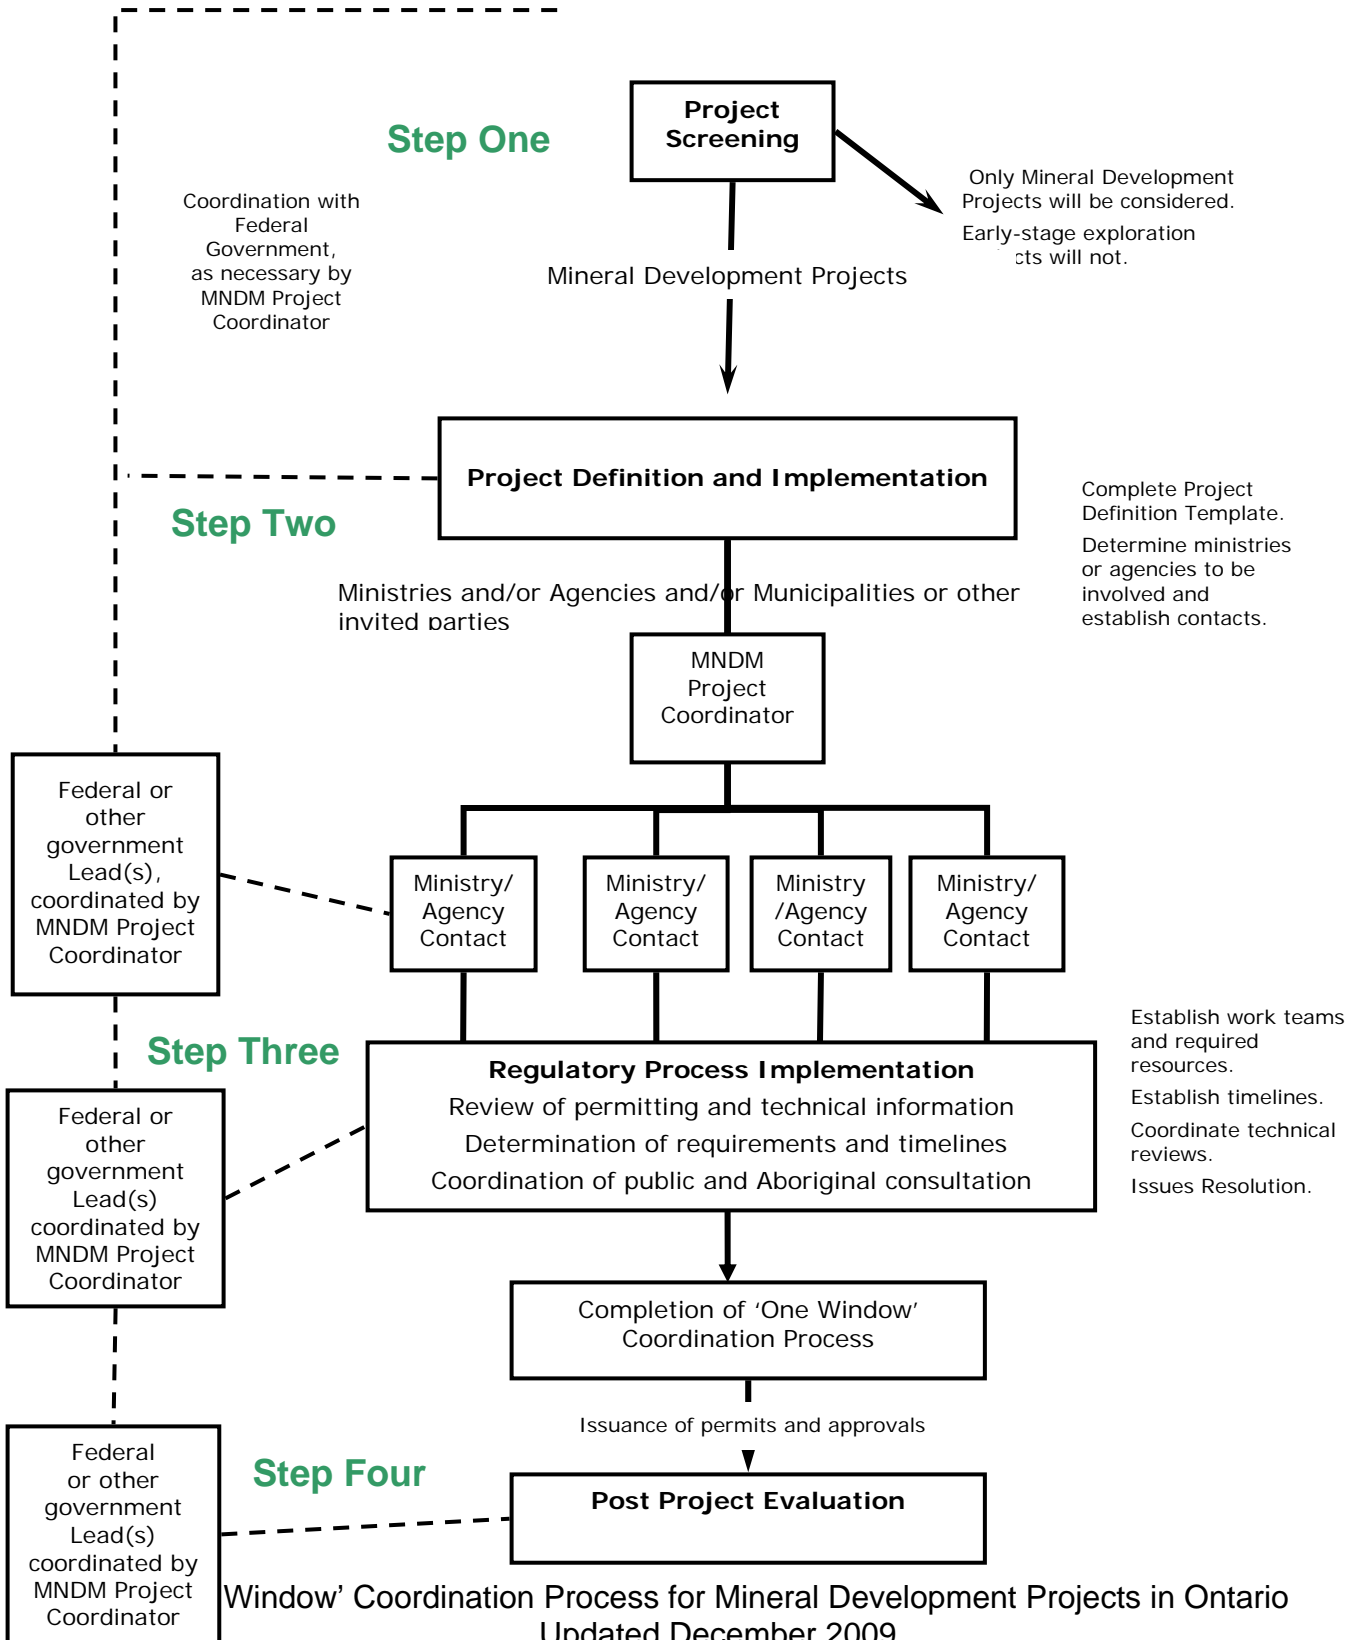 Step One
Project
Screening
Only Mineral Development
Projects will be considered.
Early-stage exploration
cts will not.
Coordination with
Federal
Government,
as necessary by
MNDM Project
Coordinator
Mineral Development Projects
Project Definition and Implementation
Step Two
Complete Project
Definition Template.
Determine ministries
or agencies to be
involved and
establish contacts.
Ministries and/or Agencies and/or Municipalities or other
invited parties
MNDM
Project
Coordinator
Federal or
other
government
Lead(s),
coordinated by
MNDM Project
Coordinator
Ministry/
Agency
Contact
Ministry/
Agency
Contact
Ministry
/Agency
Contact
Ministry/
Agency
Contact
Step Three
Regulatory Process Implementation
Review of permitting and technical information
Determination of requirements and timelines
Coordination of public and Aboriginal consultation
Establish work teams
and required
resources.
Establish timelines.
Coordinate technical
reviews.
Issues Resolution.
Federal or
other
government
Lead(s)
coordinated by
MNDM Project
Coordinator
Completion of ‘One Window’
Coordination Process
Issuance of permits and approvals
Step Four
Post Project Evaluation
Federal
or other
government
Lead(s)
coordinated by
MNDM Project
Coordinator
Window’ Coordination Process for Mineral Development Projects in Ontario
Updated December 2009